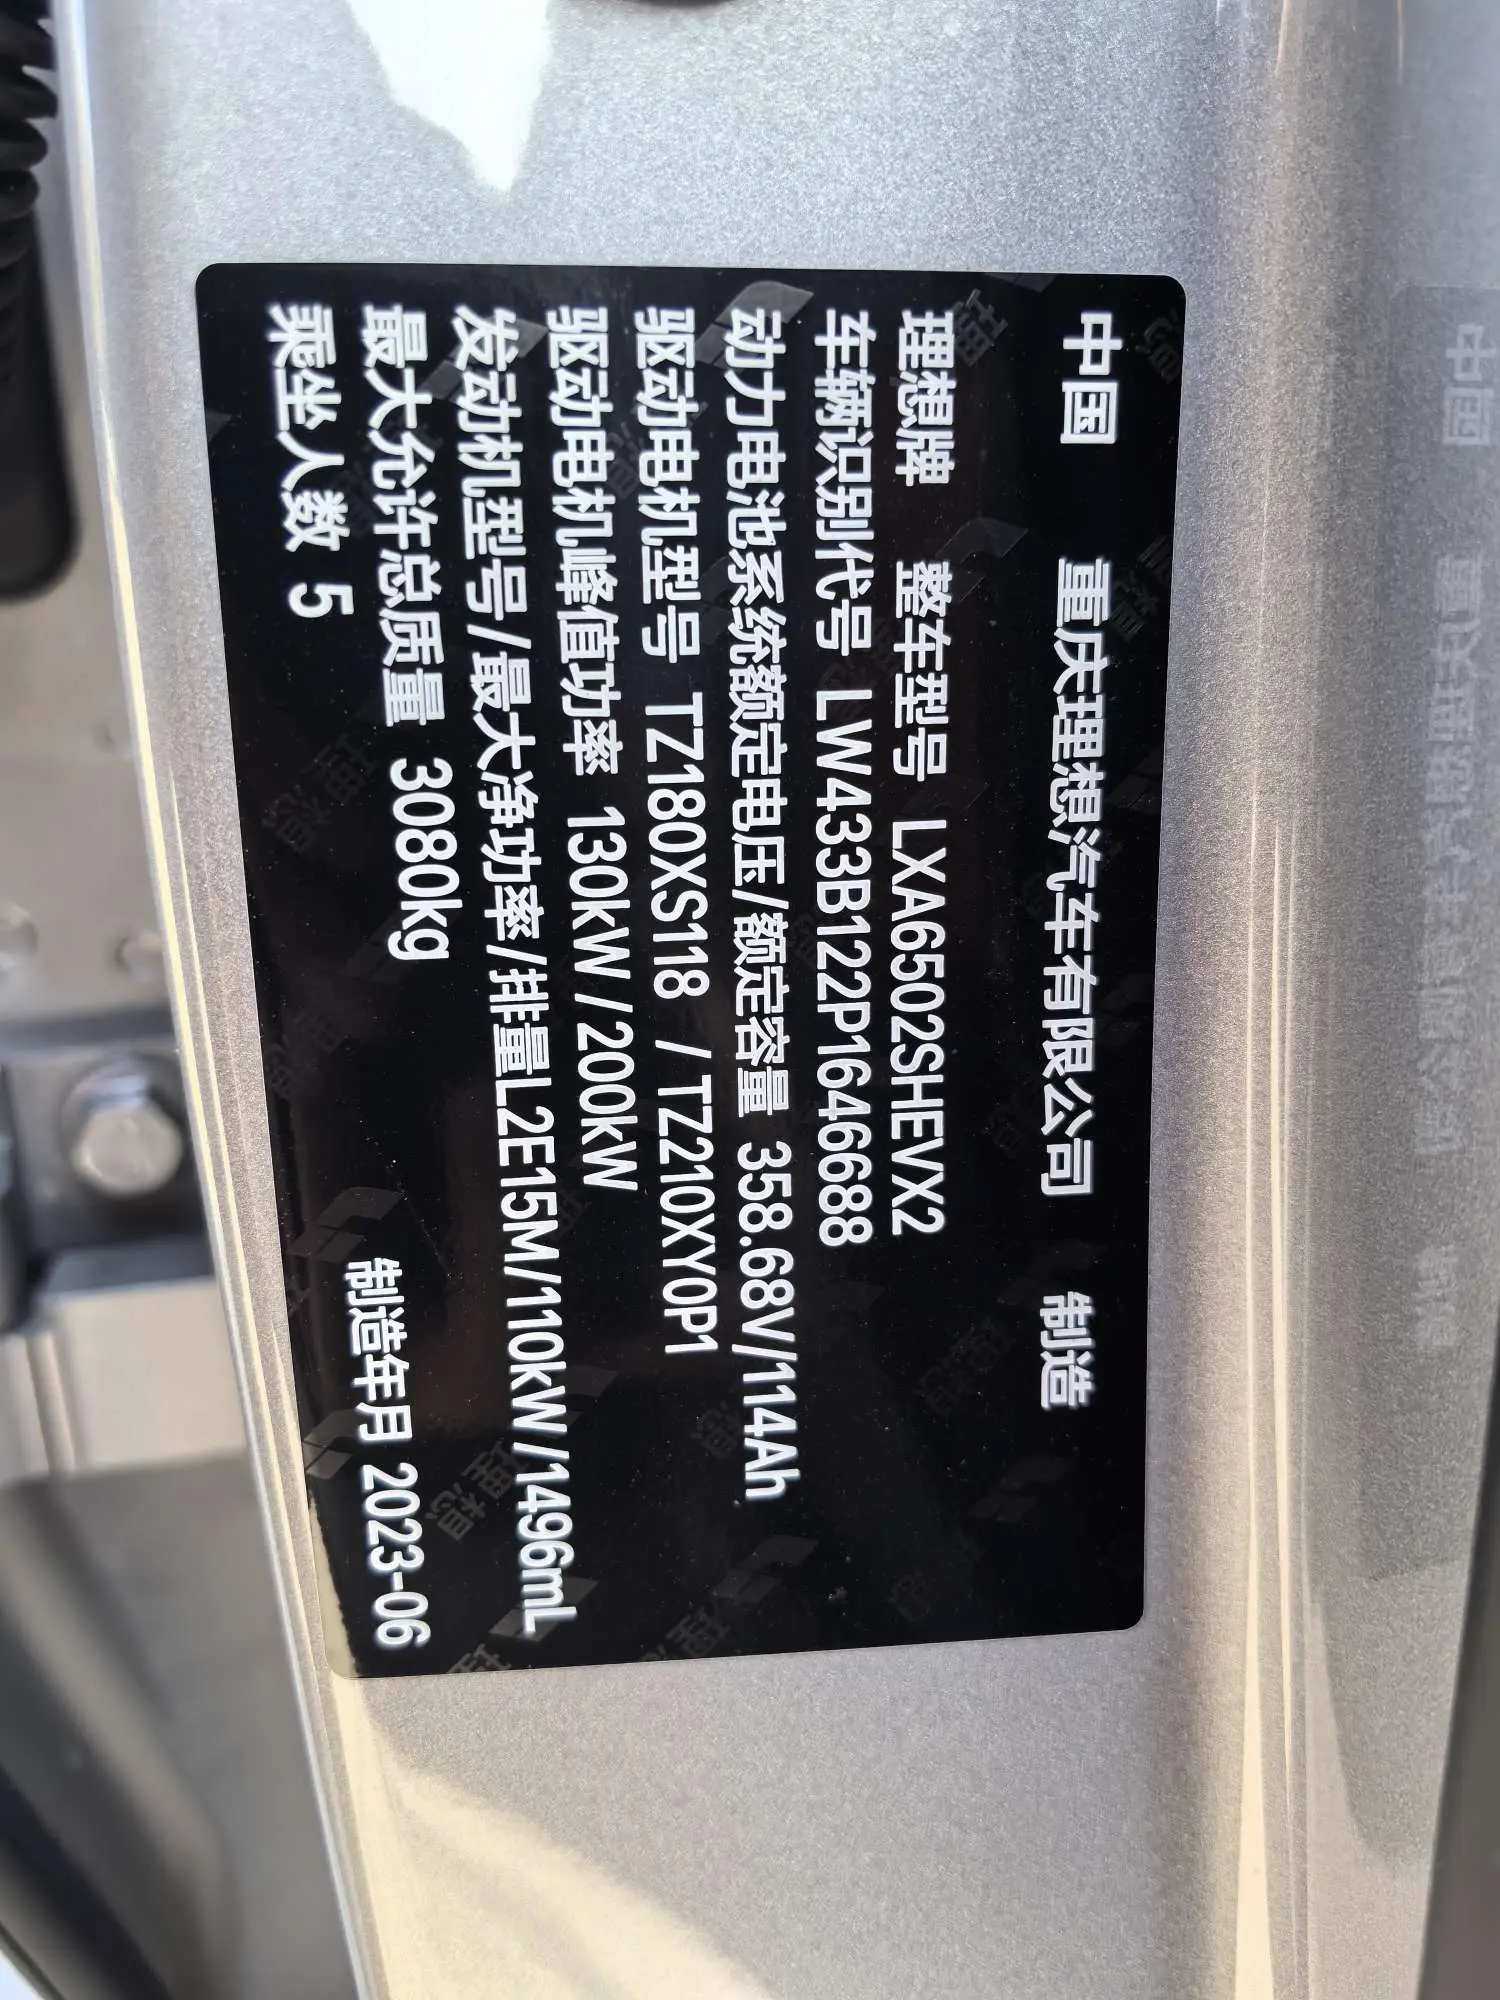 中国 重庆理想汽车有限公司 制造
理想牌 整车型号 LXA6502SHEVX2
车辆识别代号 LW433B122P1646688
动力电池系统额定电压/额定容量 358.68V/114Ah
驱动电机型号 TZ180XS118 /TZ210XY0P1
驱动电机峰值功率 130kW/200kW
发动机型号/最大净功率/排量L2E15M/110kW/1496mL
最大允许总质量 3080kg
乘坐人数 5
制造年月 2023-06